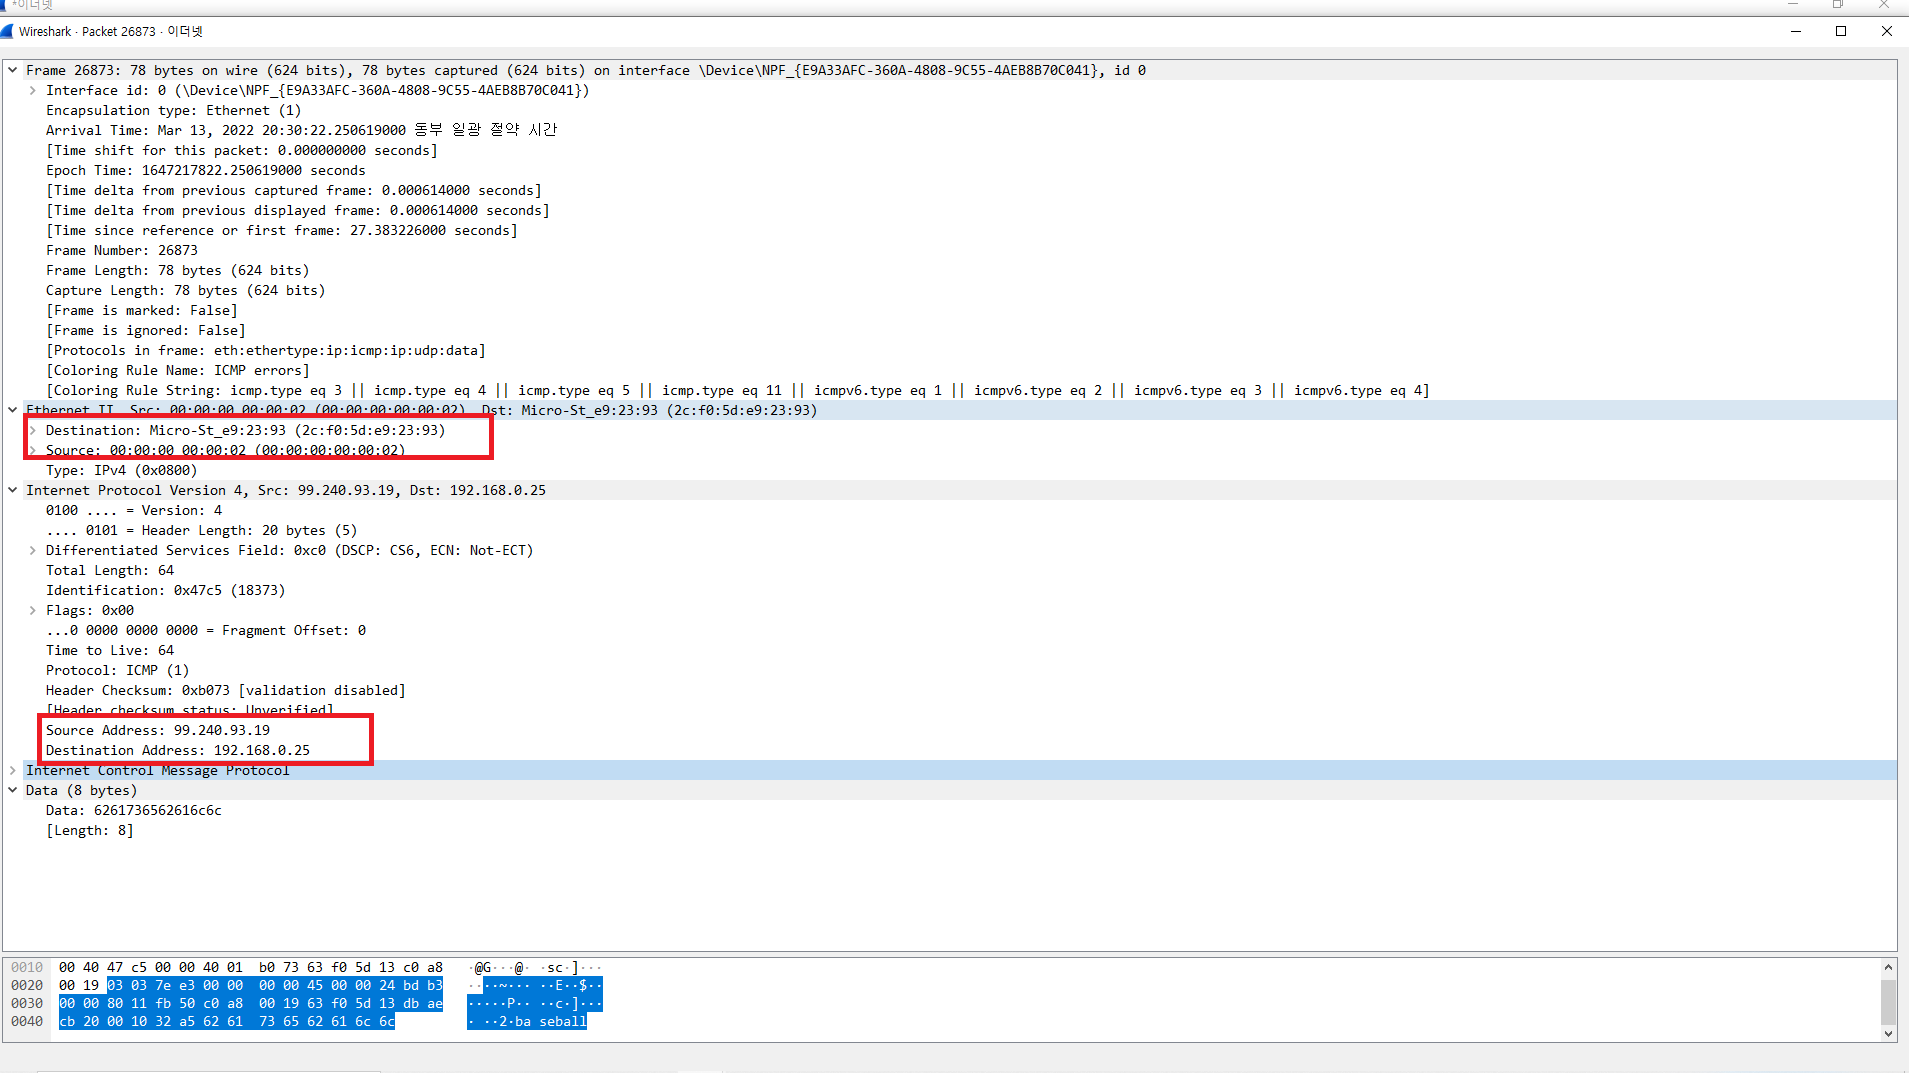 *이더넷
Wireshark · Packet 26873 · 이더넷
Frame 26873: 78 bytes on wire (624 bits), 78 bytes captured (624 bits) on interface \Device\NPF_{E9A33AFC-360A-4808-9C55-4AEB8B70C041}, id 0
Interface id: 0 (\Device\NPF_{E9A33AFC-360A-4808-9C55-4AEB8B70C041})
Encapsulation type: Ethernet (1)
Arrival Time: Mar 13, 2022 20:30:22.250619000 동부 일광 절약 시간
[Time shift for this packet: 0.000000000 seconds]
Epoch Time: 1647217822.250619000 seconds
[Time delta from previous captured frame: 0.000614000 seconds]
[Time delta from previous displayed frame: 0.000614000 seconds]
[Time since reference or first frame: 27.383226000 seconds]
Frame Number: 26873
Frame Length: 78 bytes (624 bits)
Capture Length: 78 bytes (624 bits)
[Frame is marked: False]
[Frame is ignored: False]
[Protocols in frame: eth:ethertype:ip:icmp:ip:udp:data]
[Coloring Rule Name: ICMP errors]
[Coloring Rule String: icmp.type eq 3 || icmp.type eq 4 || icmp.type eq 5 || icmp.type eq 11 || icmpv6.type eq 1 || icmpv6.type eq 2 || icmpv6.type eq 3 || icmpv6.type eq 4]
Ethernet II, Src: 00:00:00_00:00:02 (00:00:00:00:00:02), Dst: Micro-St_e9:23:93 (2c:f0:5d:e9:23:93)
Destination: Micro-St_e9:23:93 (2c:f0:5d:e9:23:93)
Source: 00:00:00_00:00:02 (00:00:00:00:00:02)
Type: IPv4 (0x0800)
Internet Protocol Version 4, Src: 99.240.93.19, Dst: 192.168.0.25
0100 .... = Version: 4
.... 0101 = Header Length: 20 bytes (5)
Differentiated Services Field: 0xc0 (DSCP: CS6, ECN: Not-ECT)
Total Length: 64
Identification: 0x47c5 (18373)
Flags: 0x00
...0 0000 0000 0000 = Fragment Offset: 0
Time to Live: 64
Protocol: ICMP (1)
Header Checksum: 0xb073 [validation disabled]
[Header checksum status: Unverified]
Source Address: 99.240.93.19
Destination Address: 192.168.0.25
Internet Control Message Protocol
Data (8 bytes)
Data: 6261736562616c6c
[Length: 8]
0010 00 40 47 c5 00 00 40 01 b0 73 63 f0 5d 13 c0 a8 ·@G···@· ·sc·]···
0020 00 19 03 03 7e e3 00 00 00 00 45 00 00 24 bd b3 ····~··· ··E··$··
0030 00 00 80 11 fb 50 c0 a8 00 19 63 f0 5d 13 db ae ·····P·· ··c·]···
0040 cb 20 00 10 32 a5 62 61 73 65 62 61 6c 6c · ··2·ba seball